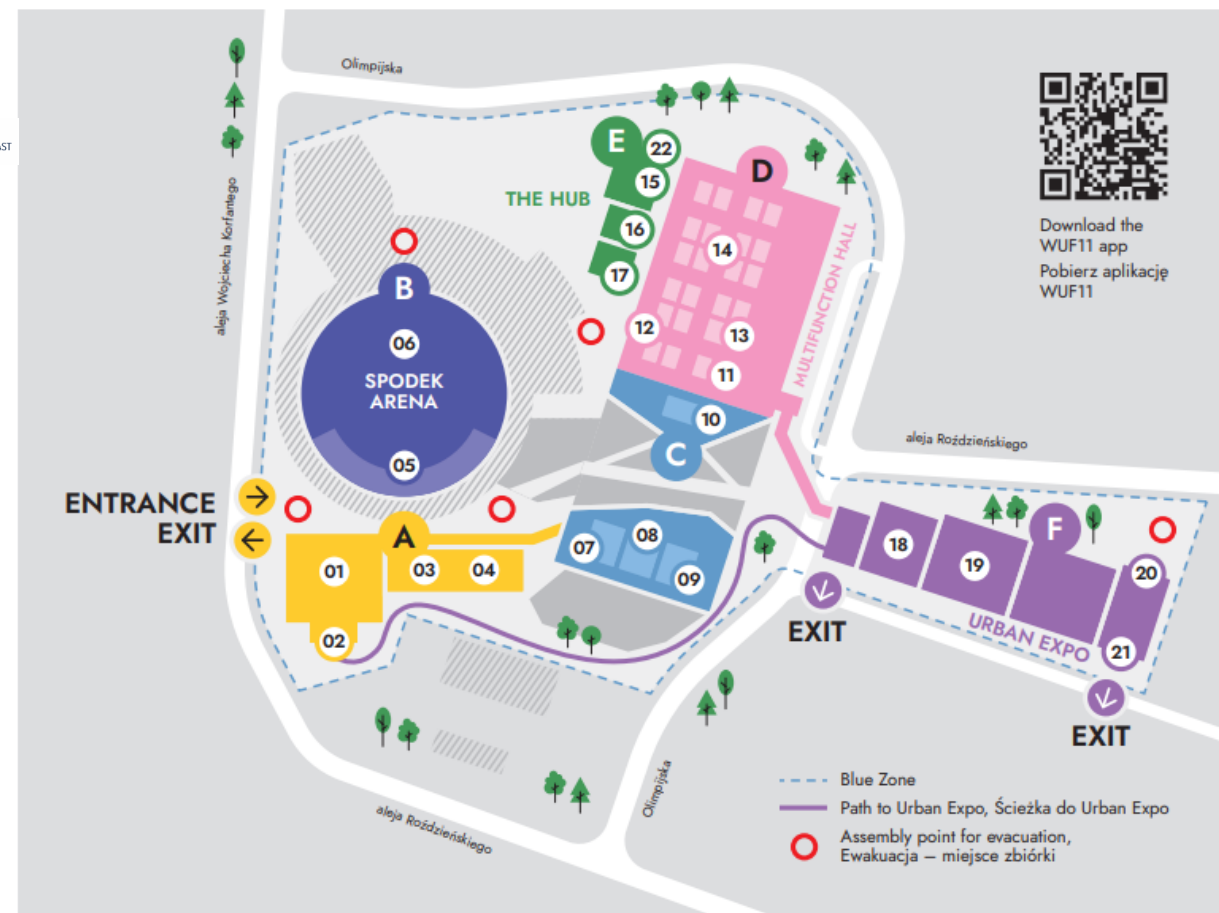 Olimpijska
AST
aleja Wojciecha Korfantego
E
22
15
THE HUB
16
17
D
14
12
13
11
MULTIFUNCTION HALL
Download the
WUF11 app
Pobierz aplikację
WUF11
B
06
SPODEK
ARENA
05
10
C
aleja Roździeńskiego
ENTRANCE
EXIT
A
01
03
04
02
07
08
09
18
19
F
20
21
URBAN EXPO
EXIT
EXIT
Olimpijska
aleja Roździeńskiego
Blue Zone
Path to Urban Expo, Ścieżka do Urban Expo
Assembly point for evacuation,
Ewakuacja – miejsce zbiórki